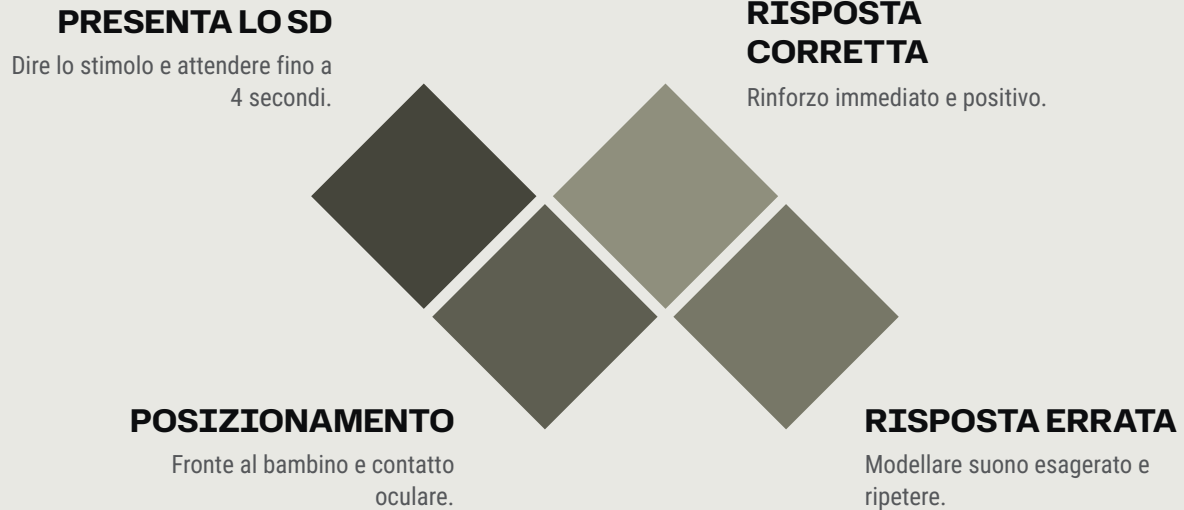 PRESENTA LO SD
Dire lo stimolo e attendere fino a
4 secondi.
RISPOSTA
CORRETTA
Rinforzo immediato e positivo.
POSIZIONAMENTO
Fronte al bambino e contatto
oculare.
RISPOSTA ERRATA
Modellare suono esagerato e
ripetere.